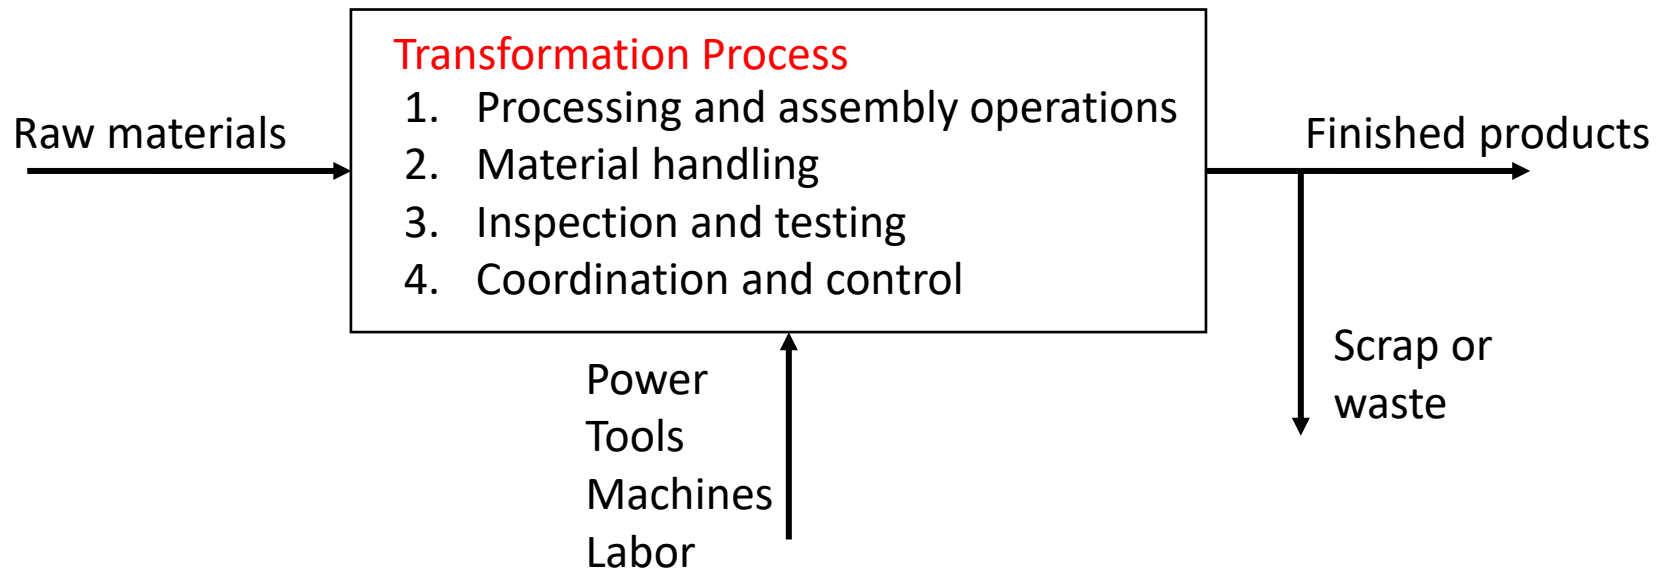 Transformation Process
1. Processing and assembly operations
Raw materials
Finished products
2. Material handling
3. Inspection and testing
4. Coordination and control
Scrap or
waste
Power
Tools
Machines
Labor